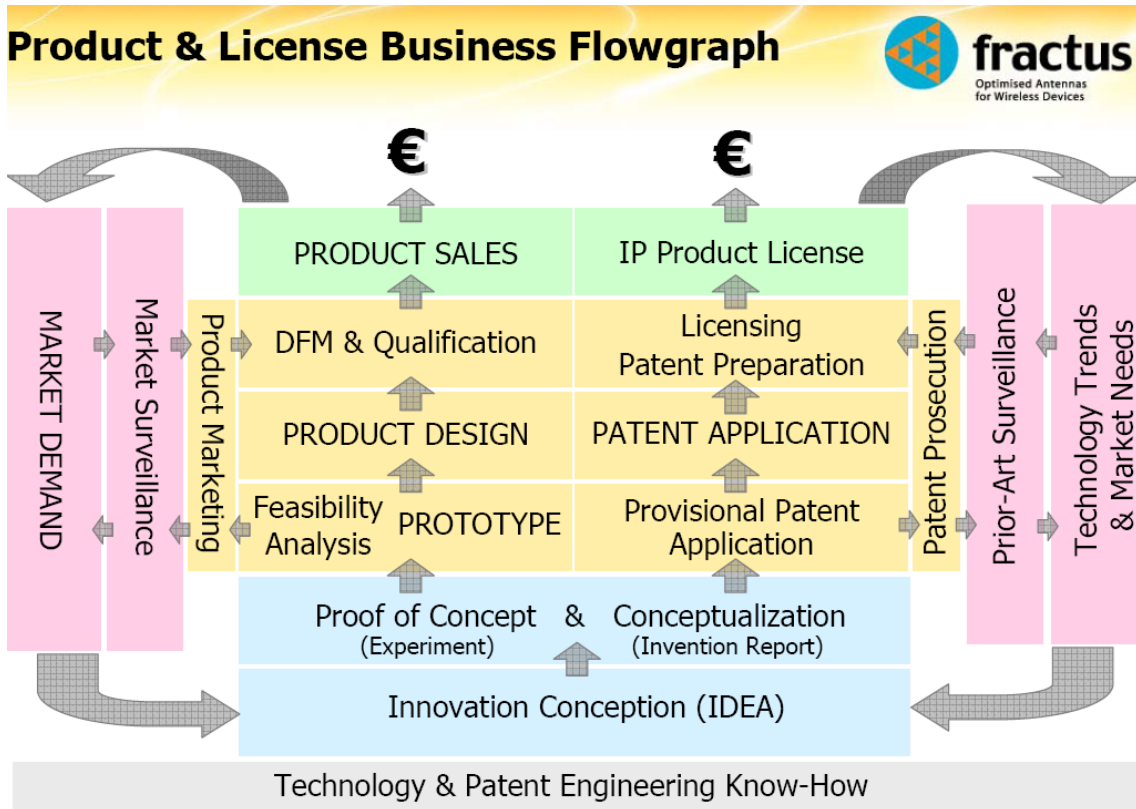 Product & License Business Flowgraph
fractus
Optimised Antennas
for Wireless Devices
€
€
MARKET DEMAND
Market Surveillance
Product Marketing
PRODUCT SALES
IP Product License
DFM & Qualification
Licensing
Patent Preparation
PRODUCT DESIGN
PATENT APPLICATION
Feasibility
Analysis
PROTOTYPE
Provisional Patent
Application
Patent Prosecution
Prior-Art Surveillance
Technology Trends
& Market Needs
Proof of Concept & Conceptualization
(Experiment) (Invention Report)
Innovation Conception (IDEA)
Technology & Patent Engineering Know-How